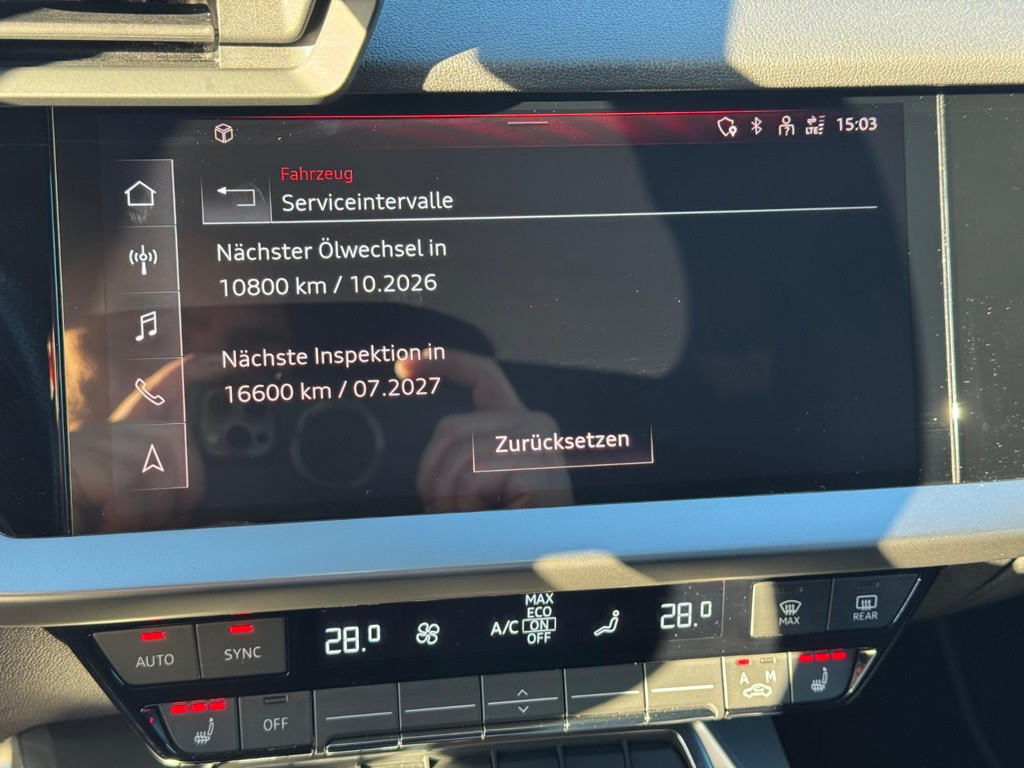 LTE 15:03
Fahrzeug
Serviceintervalle
Nächster Ölwechsel in
10800 km / 10.2026
Nächste Inspektion in
16600 km / 07.2027
Zurücksetzen
AUTO
SYNC
28.0
A/C
MAX
ECO
ON
OFF
28.0
MAX
REAR
OFF
A M